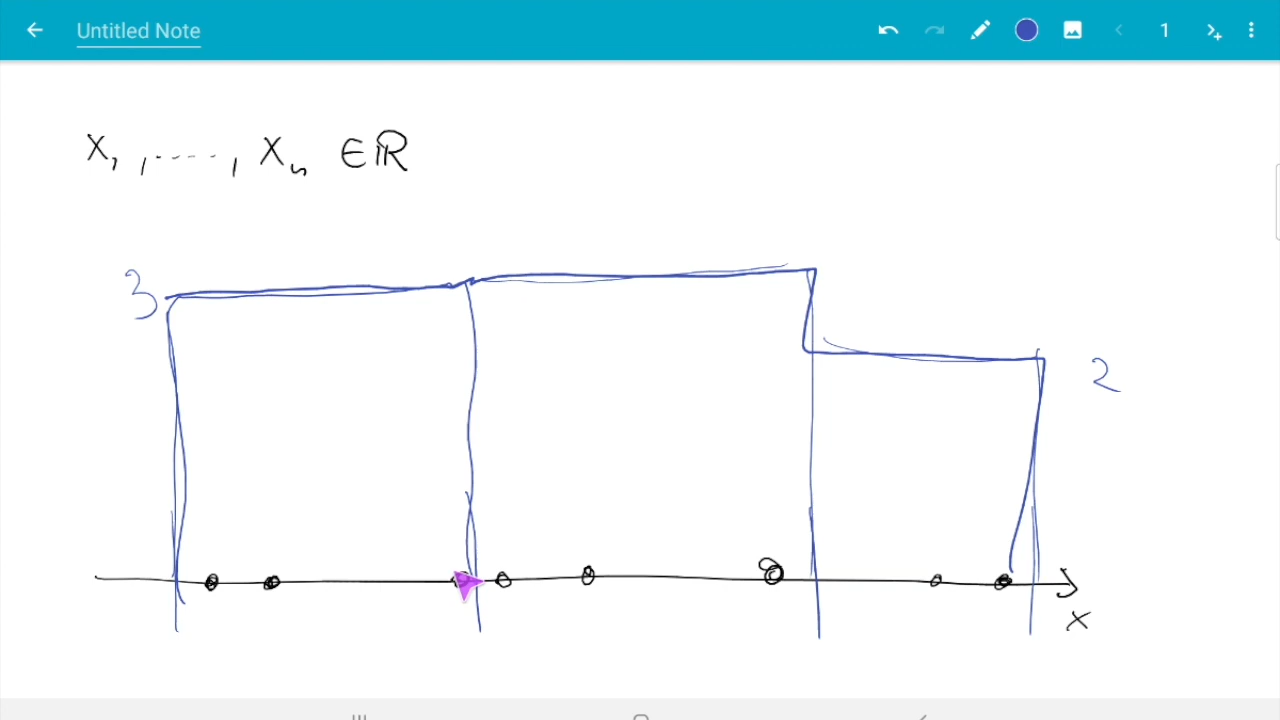 Untitled Note
1
X₁,....., Xₙ ∈ ℝ
3
2
x